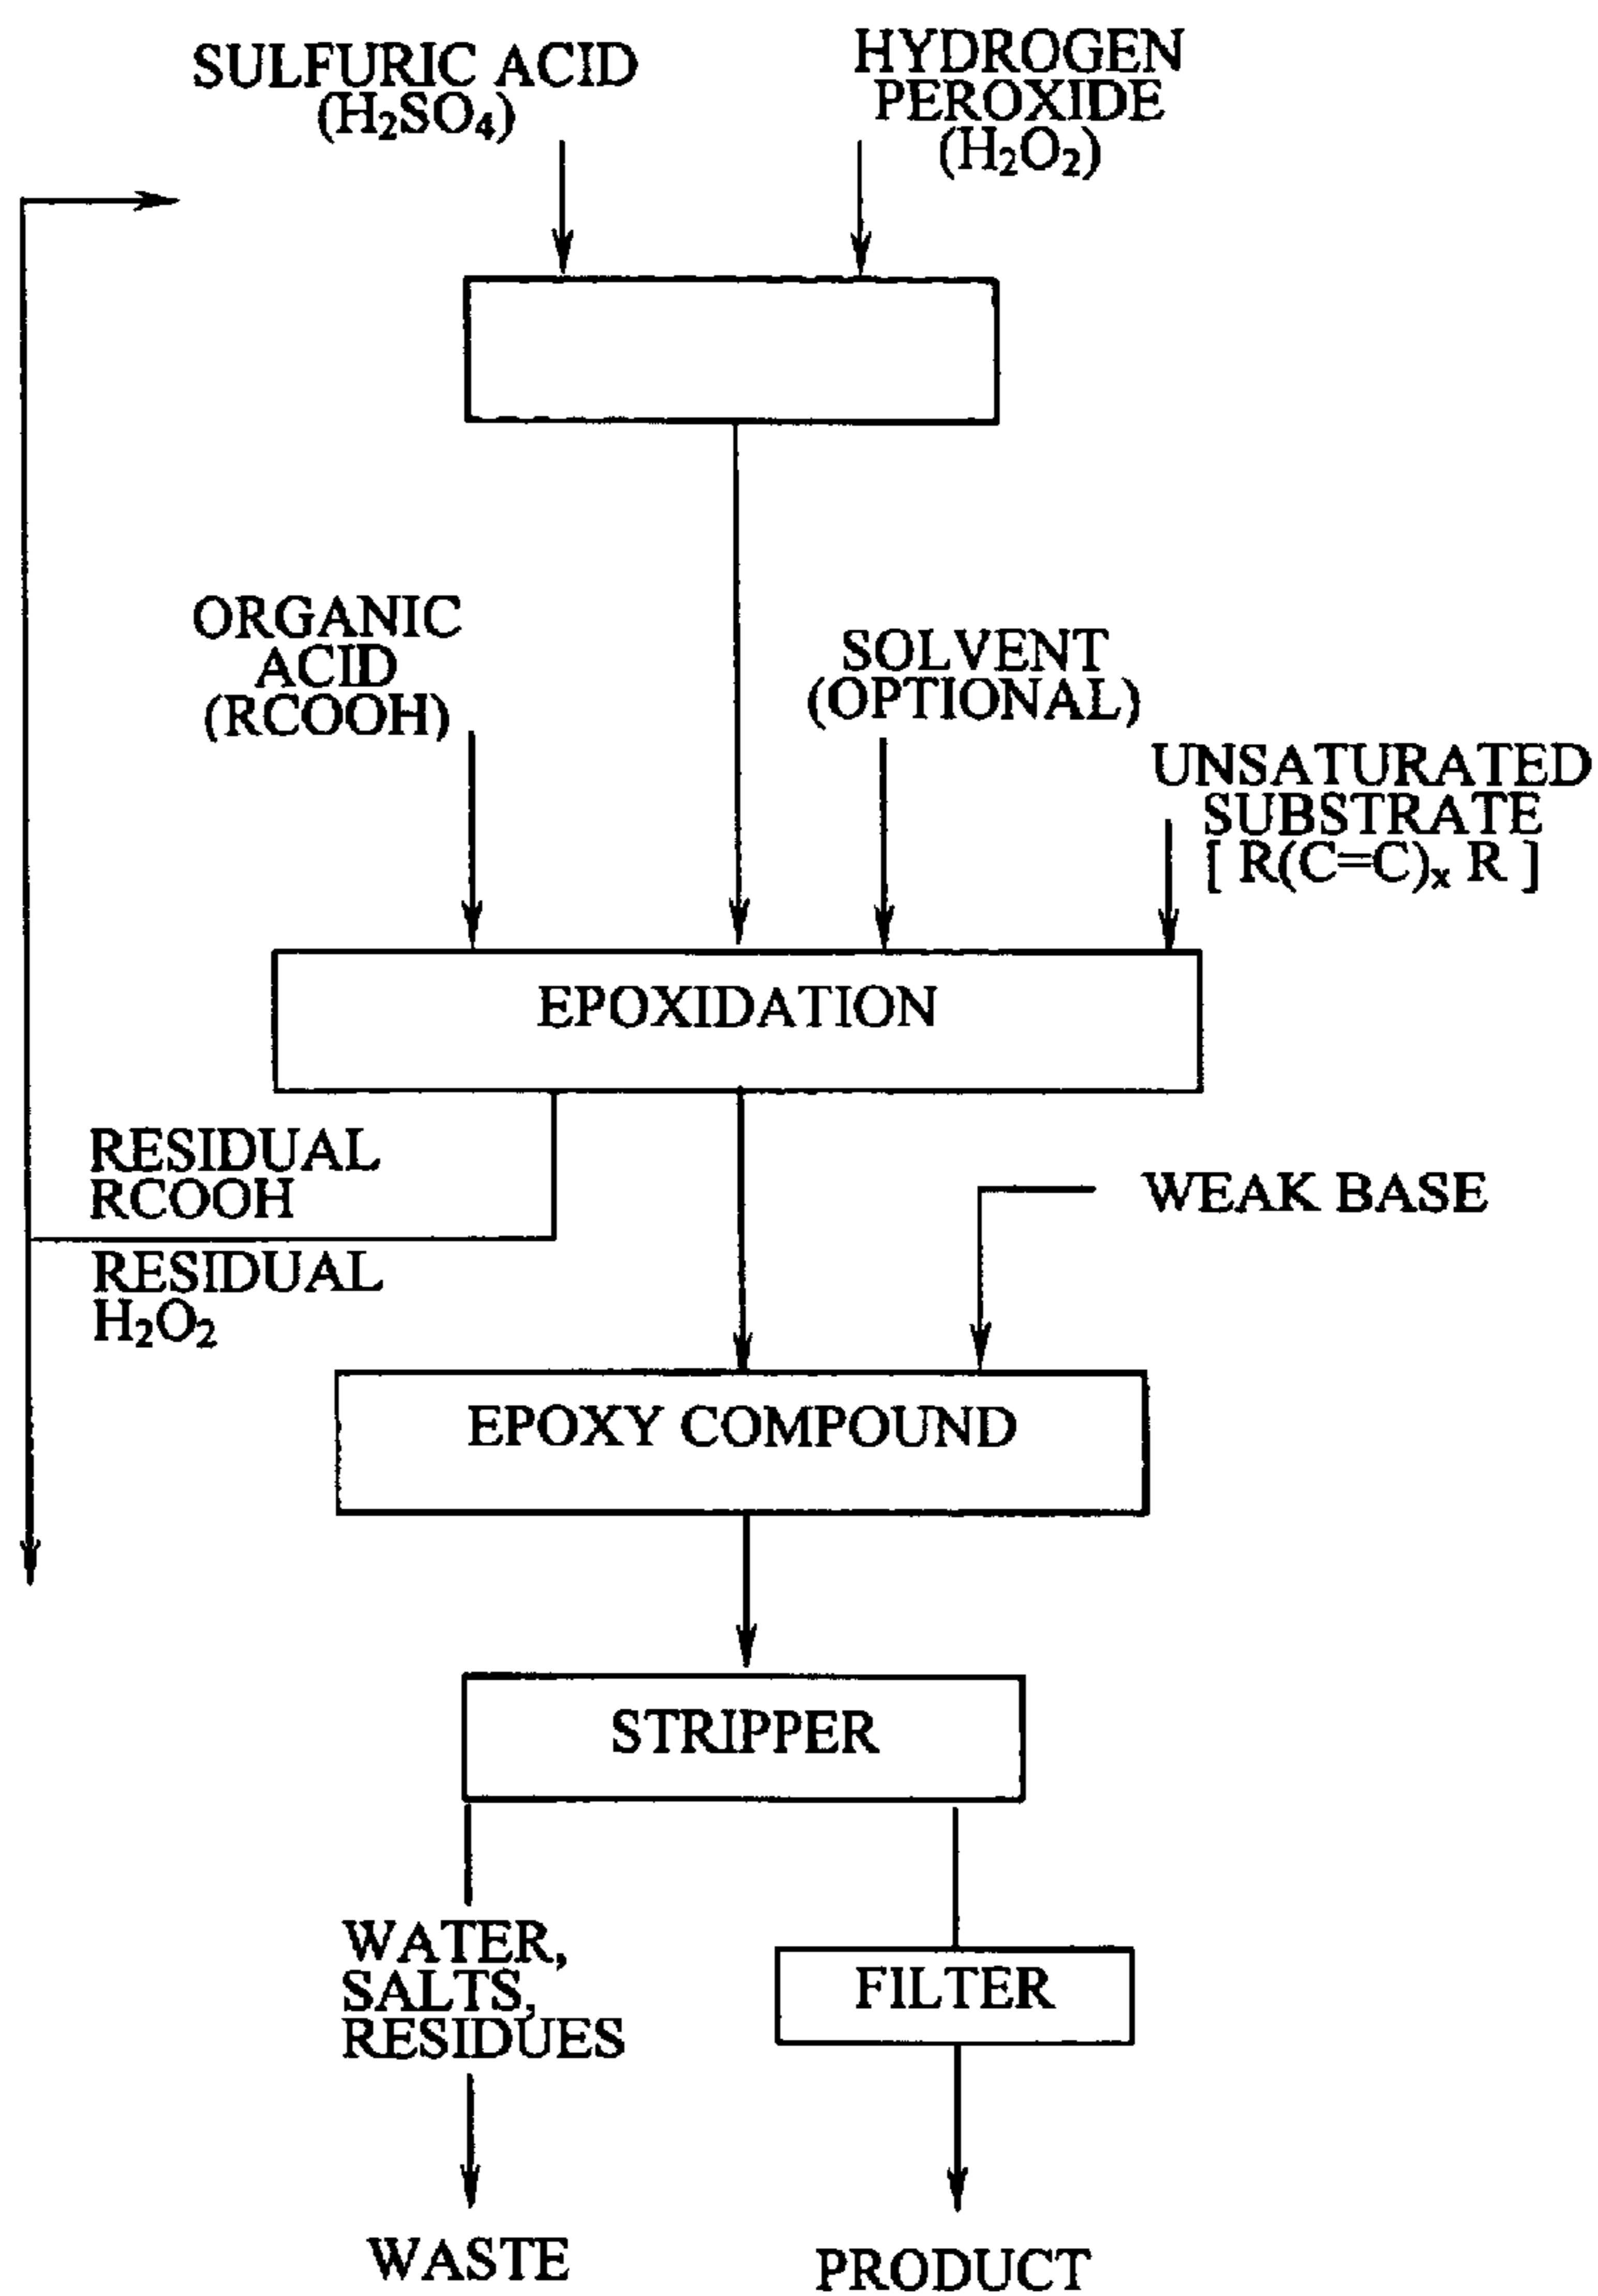 SULFURIC ACID
(H₂SO₄)
HYDROGEN
PEROXIDE
(H₂O₂)
ORGANIC
ACID
(RCOOH)
SOLVENT
(OPTIONAL)
UNSATURATED
SUBSTRATE
[ R(C=C)ₓ R ]
EPOXIDATION
RESIDUAL
RCOOH
RESIDUAL
H₂O₂
WEAK BASE
EPOXY COMPOUND
STRIPPER
WATER,
SALTS,
RESIDUES
FILTER
WASTE
PRODUCT